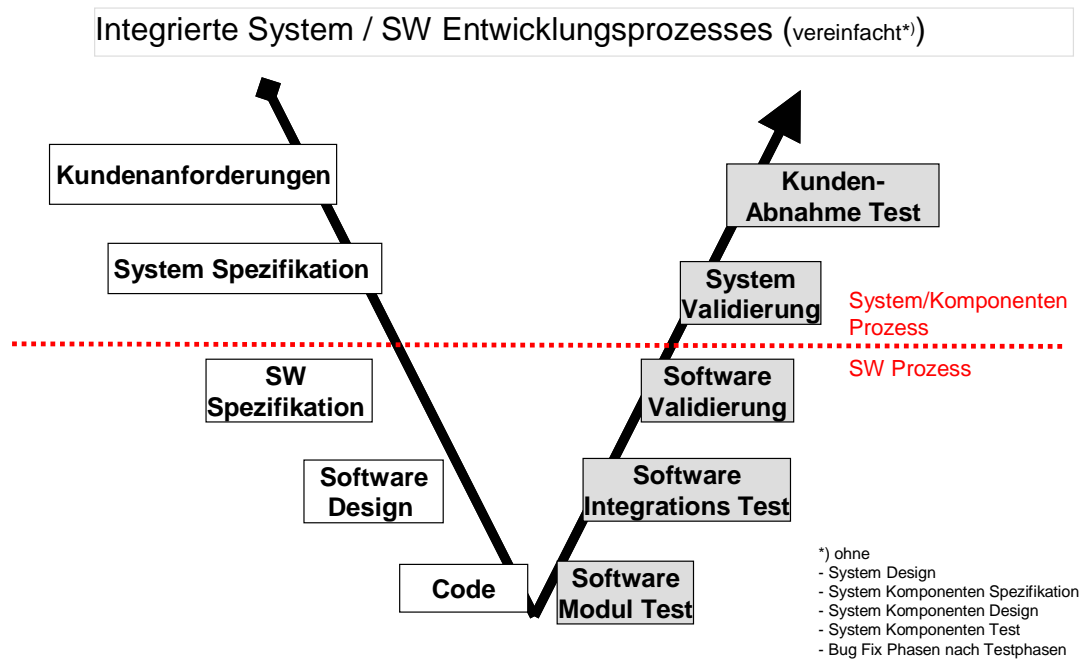 Integrierte System / SW Entwicklungsprozesses (vereinfacht*))
Kundenanforderungen
Kunden-
Abnahme Test
System Spezifikation
System
Validierung
System/Komponenten
Prozess
SW Prozess
SW
Spezifikation
Software
Validierung
Software
Design
Software
Integrations Test
Code
Software
Modul Test
*) ohne
- System Design
- System Komponenten Spezifikation
- System Komponenten Design
- System Komponenten Test
- Bug Fix Phasen nach Testphasen